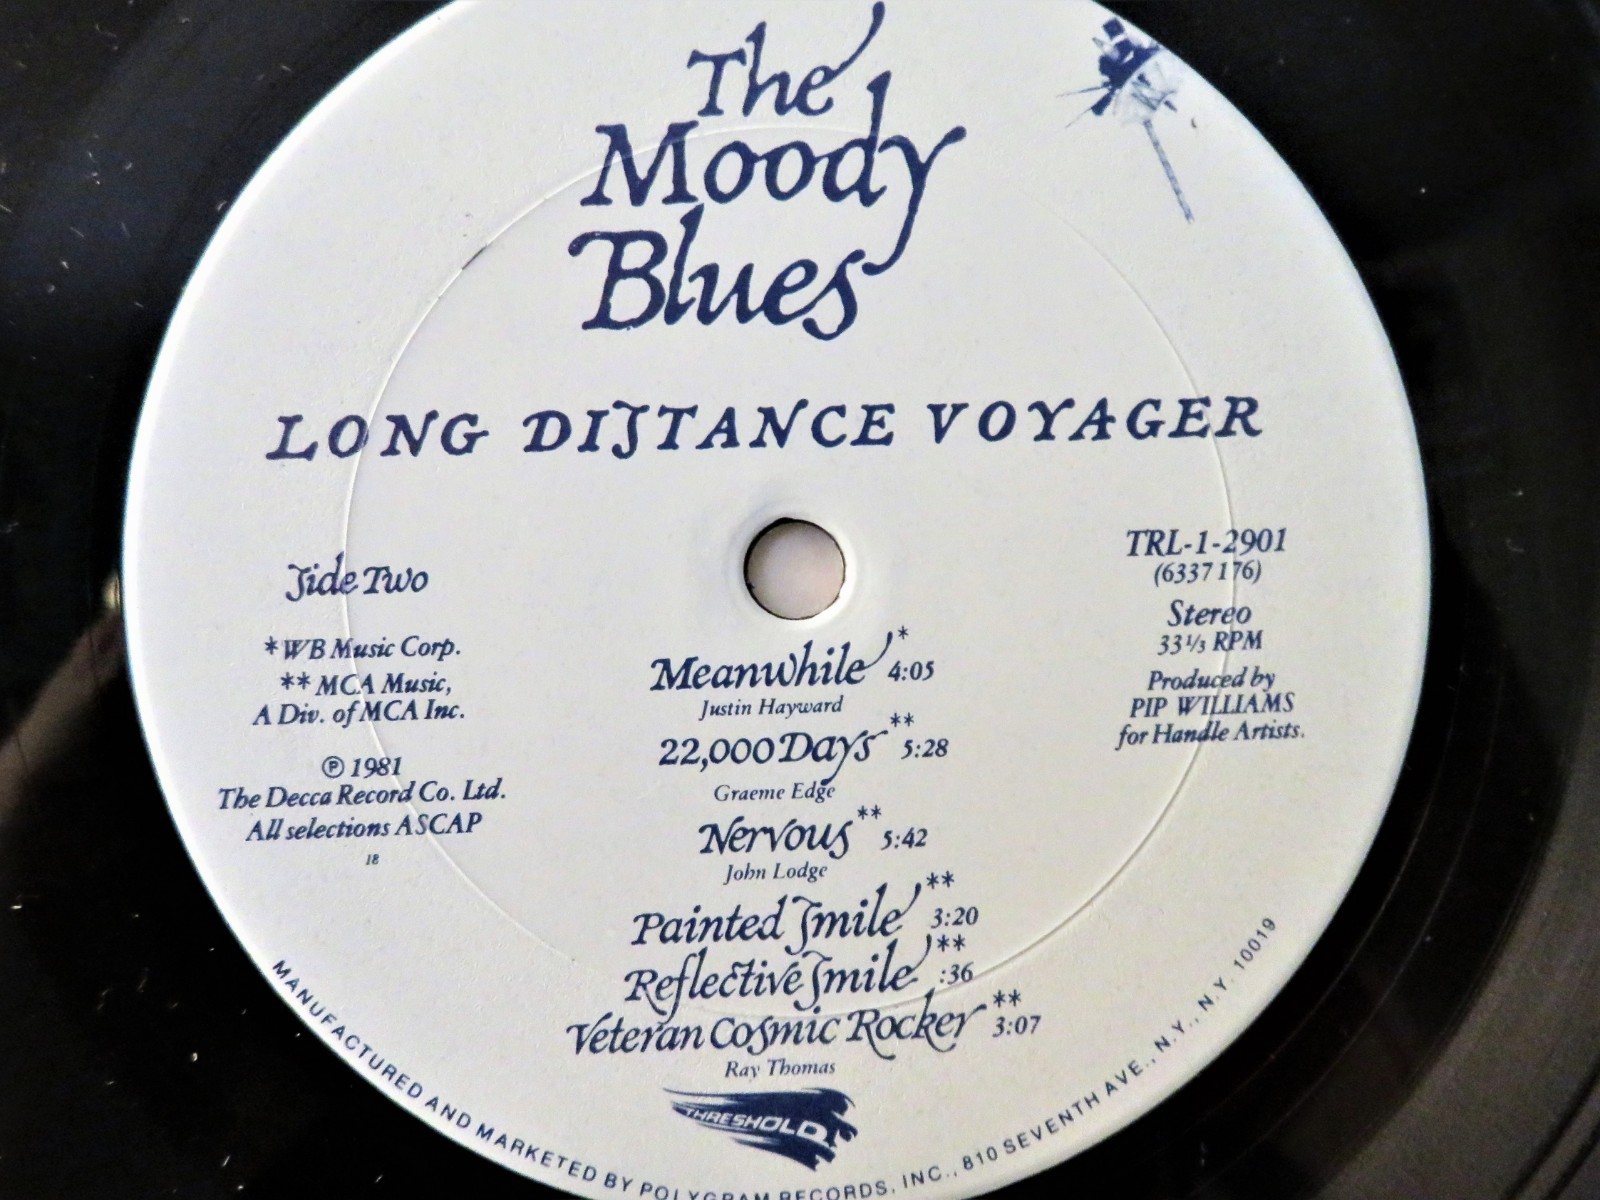 The
Moody
Blues
LONG DISTANCE VOYAGER
Side Two
*WB Music Corp.
**MCA Music,
A Div. of MCA Inc.
℗ 1981
The Decca Record Co. Ltd.
All selections ASCAP
18
TRL-1-2901
(6337 176)
Stereo
33⅓ RPM
Produced by
PIP WILLIAMS
for Handle Artists.
Meanwhile* 4:05
Justin Hayward
22,000 Days** 5:28
Graeme Edge
Nervous** 5:42
John Lodge
Painted Smile** 3:20
Reflective Smile** :36
Veteran Cosmic Rocker** 3:07
Ray Thomas
THRESHOLD
MANUFACTURED AND MARKETED BY POLYGRAM RECORDS, INC., 810 SEVENTH AVE., N.Y., N.Y. 10019